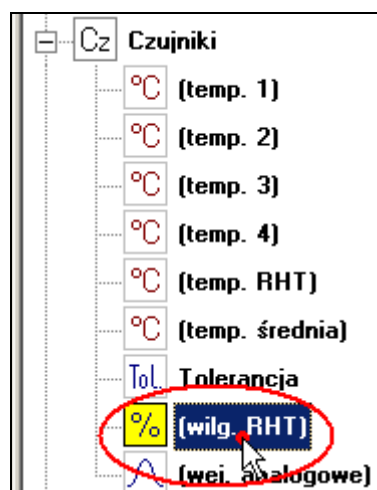 Cz Czujniki
°C (temp. 1)
°C (temp. 2)
°C (temp. 3)
°C (temp. 4)
°C (temp. RHT)
°C (temp. średnia)
Tol. Tolerancja
% (wilg. RHT)
(wej. analogowe)